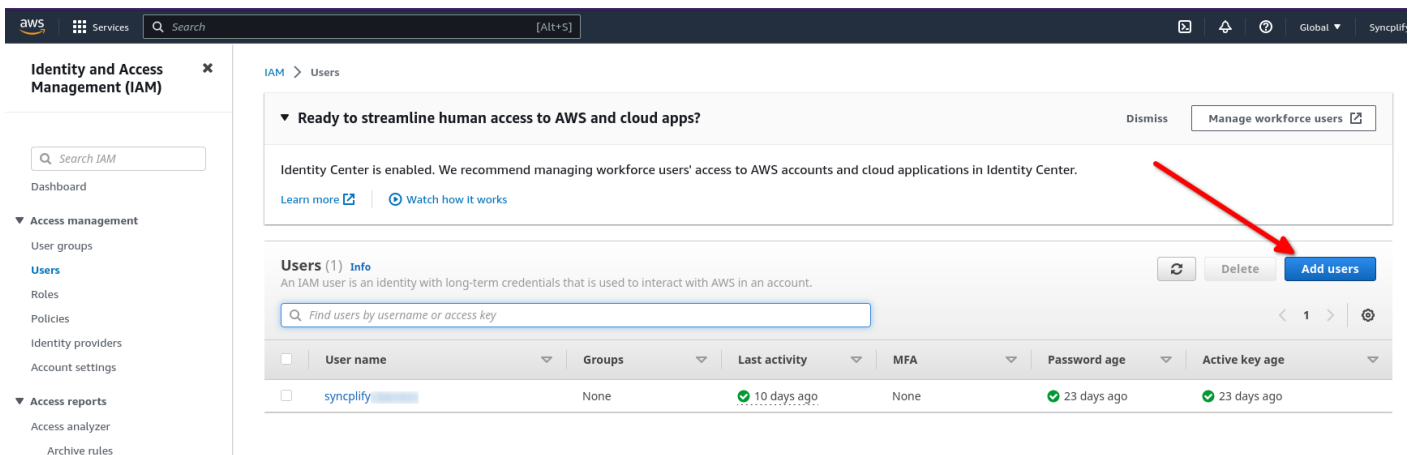 aws Services Search [Alt+S] Global Syncplify
Identity and Access
Management (IAM)
Search IAM
Dashboard
Access management
User groups
Users
Roles
Policies
Identity providers
Account settings
Access reports
Access analyzer
Archive rules
IAM > Users
Ready to streamline human access to AWS and cloud apps? Dismiss Manage workforce users
Identity Center is enabled. We recommend managing workforce users' access to AWS accounts and cloud applications in Identity Center.
Learn more Watch how it works
Users (1) Info Delete Add users
An IAM user is an identity with long-term credentials that is used to interact with AWS in an account.
Find users by username or access key < 1 >
User name Groups Last activity MFA Password age Active key age
syncplify None 10 days ago None 23 days ago 23 days ago